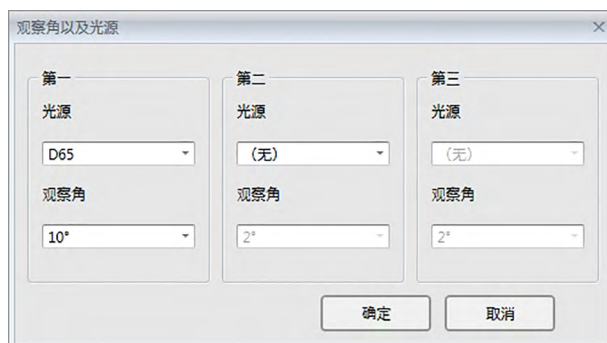 观察角以及光源
第一
第二
第三
光源
光源
光源
D65
（无）
（无）
观察角
观察角
观察角
10°
2°
2°
确定
取消